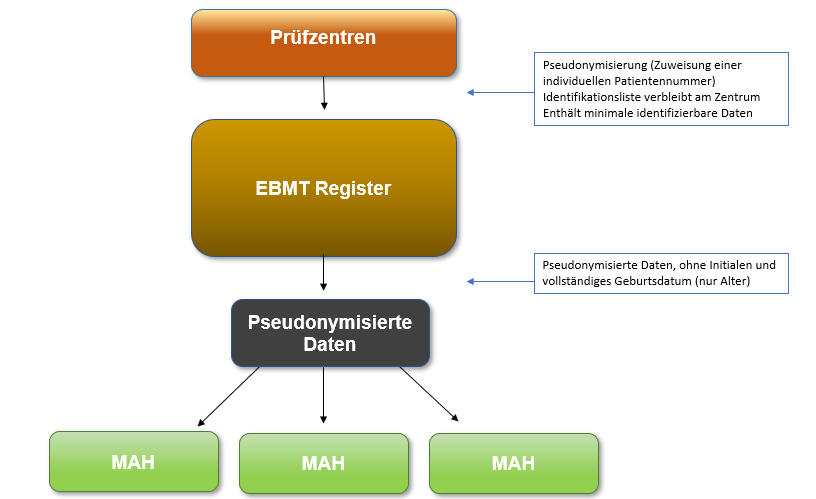 Prüfzentren
Pseudonymisierung (Zuweisung einer
individuellen Patientennummer)
Identifikationsliste verbleibt am Zentrum
Enthält minimale identifizierbare Daten
EBMT Register
Pseudonymisierte Daten, ohne Initialen und
vollständiges Geburtsdatum (nur Alter)
Pseudonymisierte
Daten
MAH
MAH
MAH